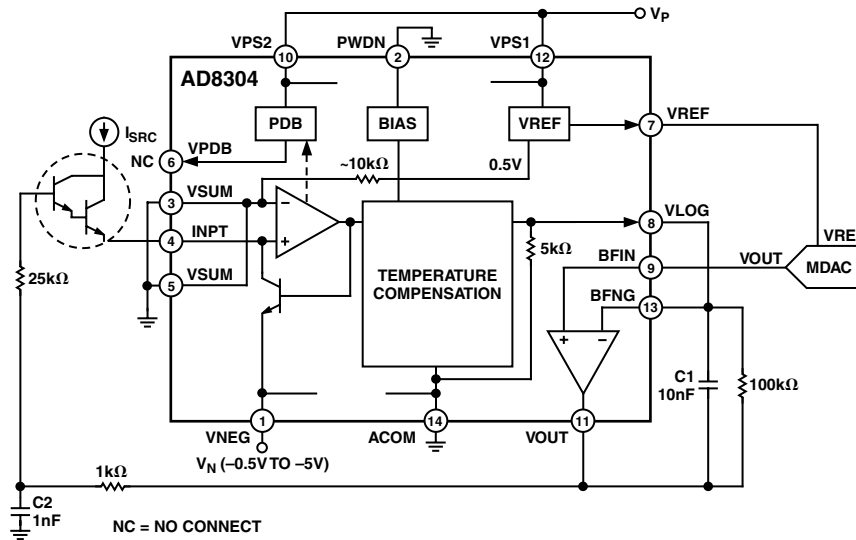 V_P
VPS2
PWDN
VPS1
10
2
12
AD8304
I_SRC
PDB
BIAS
VREF
7
VREF
VPDB
NC
6
~10kΩ
0.5V
VSUM
3
−
VLOG
8
INPT
4
+
5kΩ
VRE
BFIN
VOUT
9
MDAC
25kΩ
VSUM
5
TEMPERATURE
COMPENSATION
BFNG
13
+ −
C1
10nF
100kΩ
1
14
11
VNEG
ACOM
VOUT
V_N (–0.5V TO –5V)
1kΩ
C2
1nF
NC = NO CONNECT